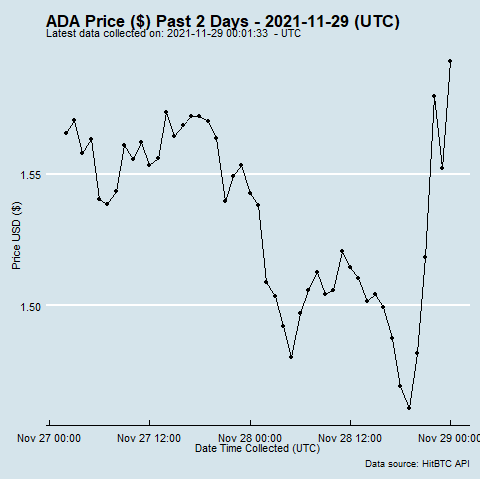 ADA Price ($) Past 2 Days - 2021-11-29 (UTC)
Latest data collected on: 2021-11-29 00:01:33 - UTC
1.55
Price USD ($)
1.50
Nov 27 00:00 Nov 27 12:00 Nov 28 00:00 Nov 28 12:00 Nov 29 00:00
Date Time Collected (UTC)
Data source: HitBTC API